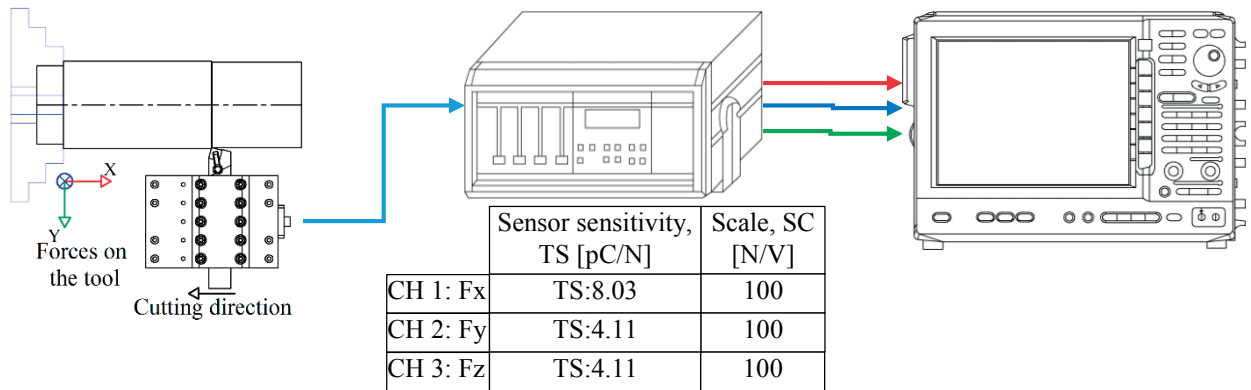 X
Y
Forces on
the tool
Cutting direction
Sensor sensitivity,
TS [pC/N]
Scale, SC
[N/V]
CH 1: Fx TS:8.03 100
CH 2: Fy TS:4.11 100
CH 3: Fz TS:4.11 100